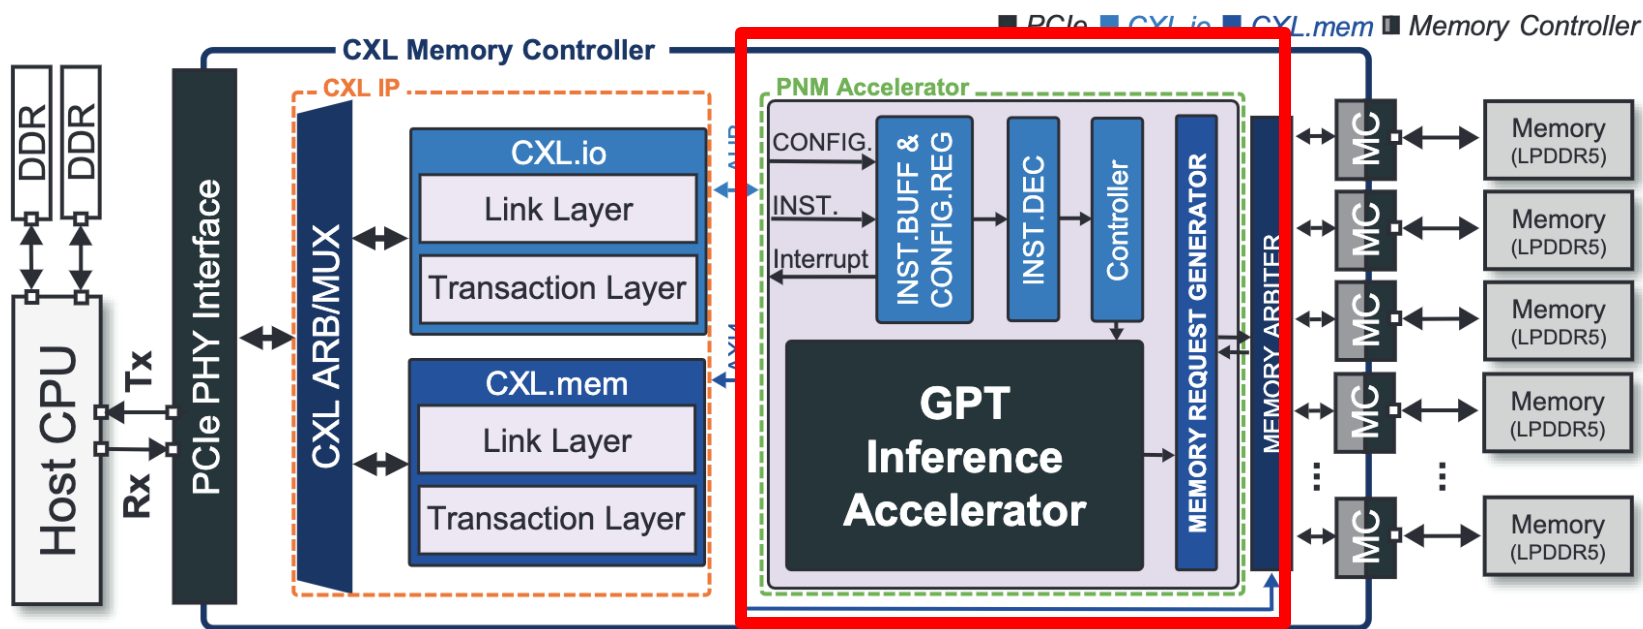 PCIe CXL.io CXL.mem Memory Controller
CXL Memory Controller
DDR
DDR
Host CPU
Tx
Rx
PCIe PHY Interface
CXL IP
CXL ARB/MUX
CXL.io
Link Layer
Transaction Layer
CXL.mem
Link Layer
Transaction Layer
PNM Accelerator
CONFIG.
INST.
Interrupt
INST.BUFF &
CONFIG.REG
INST.DEC
Controller
GPT
Inference
Accelerator
MEMORY REQUEST GENERATOR
MEMORY ARBITER
MC
Memory
(LPDDR5)
MC
Memory
(LPDDR5)
MC
Memory
(LPDDR5)
MC
Memory
(LPDDR5)
...
...
MC
Memory
(LPDDR5)